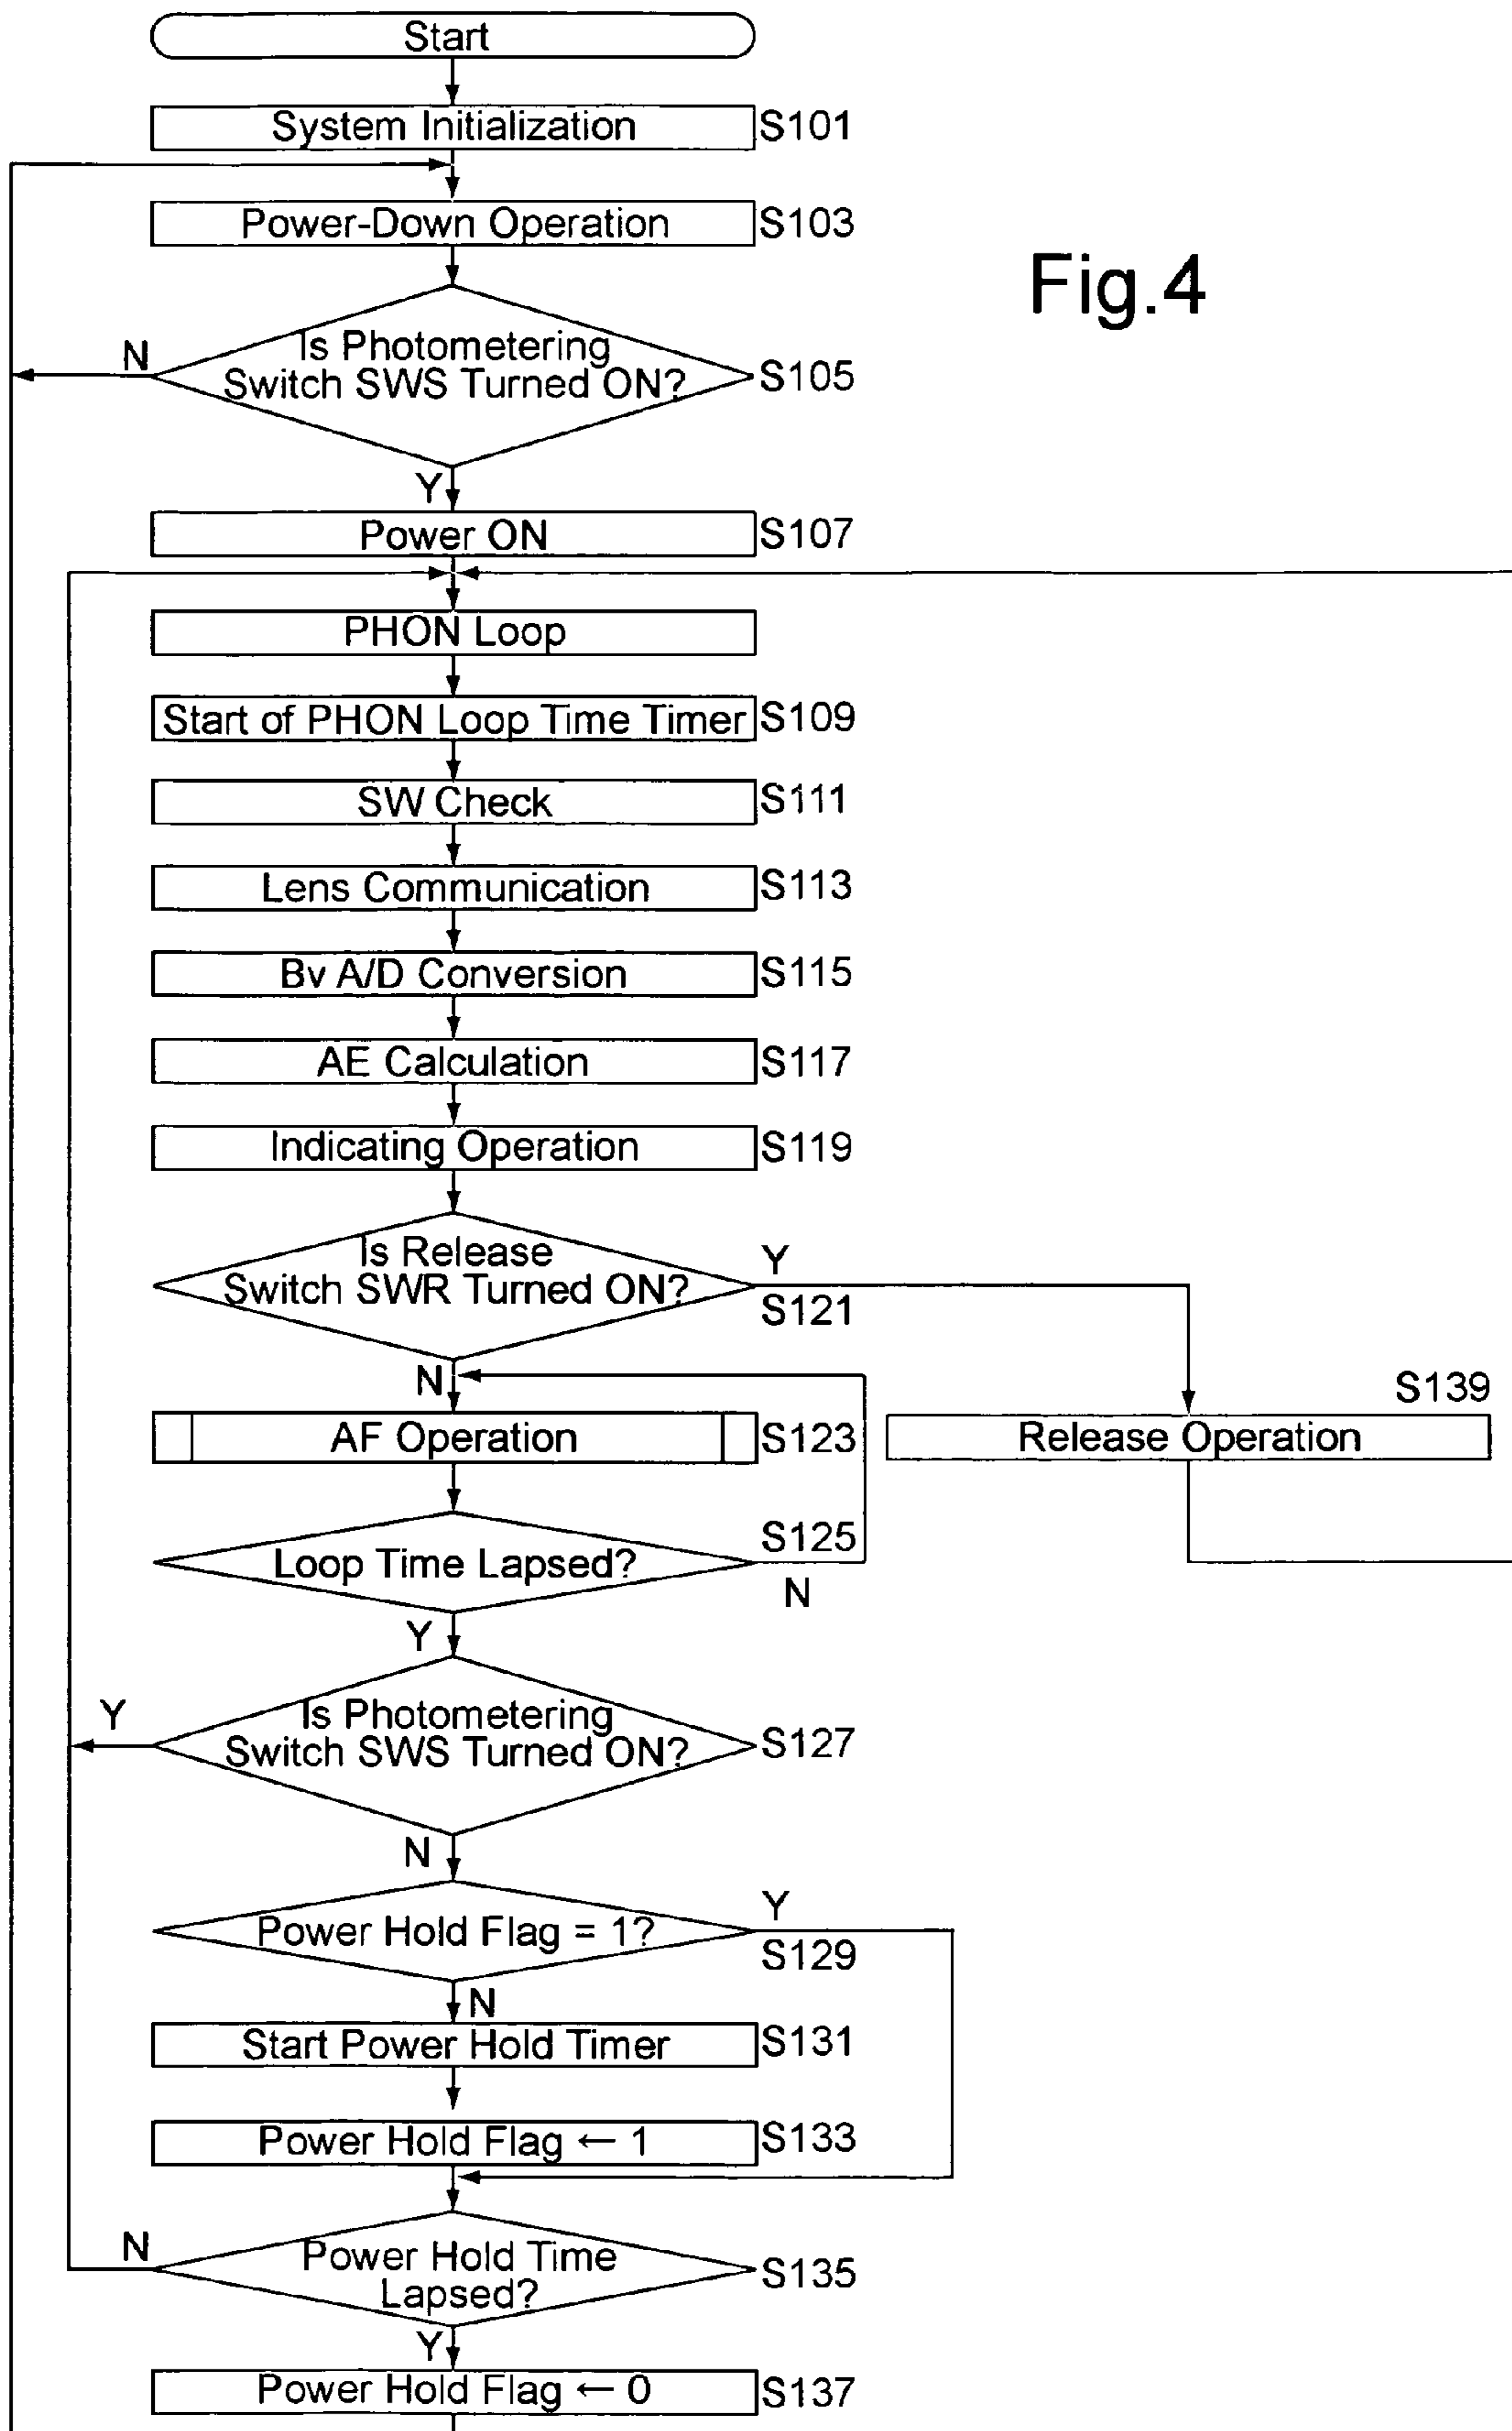 Start
System Initialization S101
Power-Down Operation S103
Fig.4
Is Photometering
Switch SWS Turned ON?
N
S105
Y
Power ON S107
PHON Loop
Start of PHON Loop Time Timer S109
SW Check S111
Lens Communication S113
Bv A/D Conversion S115
AE Calculation S117
Indicating Operation S119
Is Release
Switch SWR Turned ON?
Y
S121
N
S139
AF Operation S123
Release Operation
Loop Time Lapsed?
S125
N
Y
Is Photometering
Switch SWS Turned ON?
Y
S127
N
Power Hold Flag = 1?
Y
S129
N
Start Power Hold Timer S131
Power Hold Flag ← 1 S133
N
Power Hold Time
Lapsed?
S135
Y
Power Hold Flag ← 0 S137